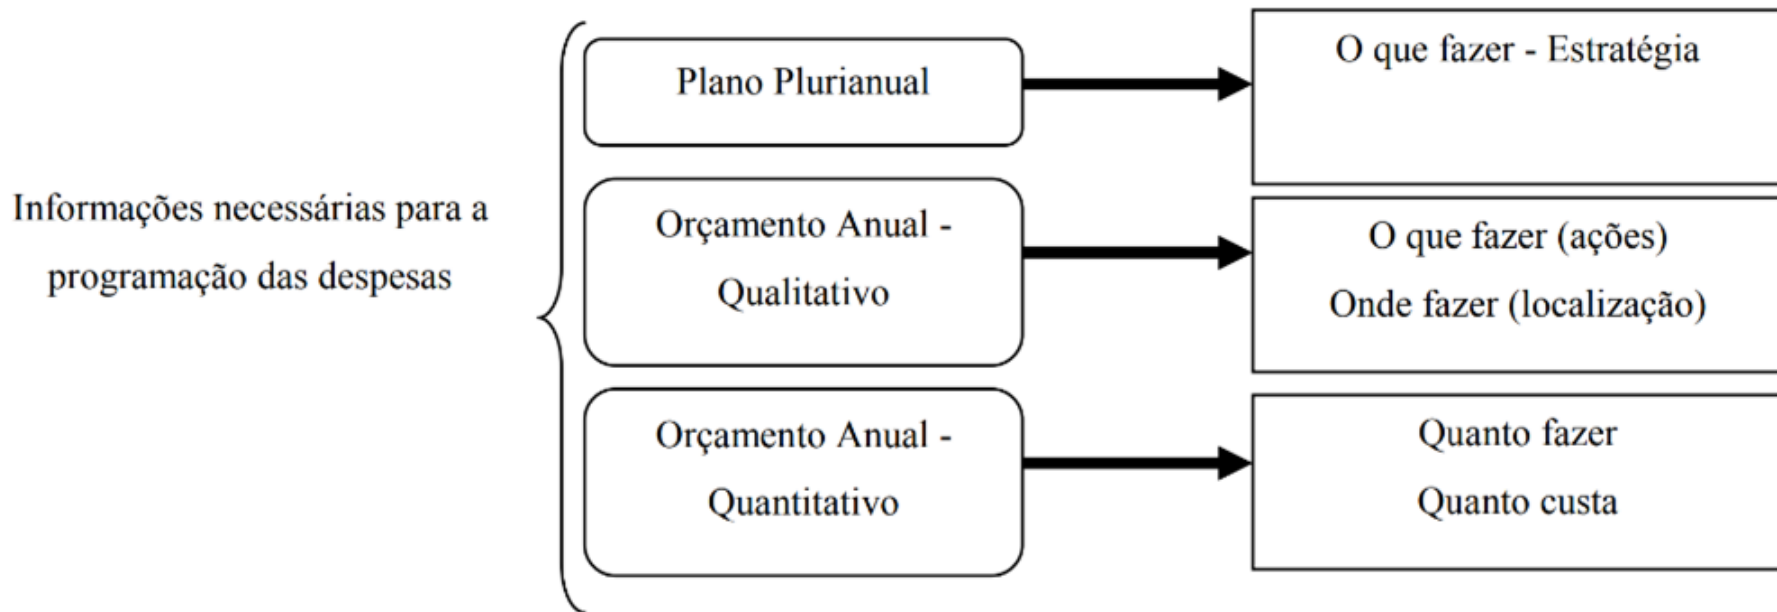 Informações necessárias para a
programação das despesas
Plano Plurianual
O que fazer - Estratégia
Orçamento Anual -
Qualitativo
O que fazer (ações)
Onde fazer (localização)
Orçamento Anual -
Quantitativo
Quanto fazer
Quanto custa